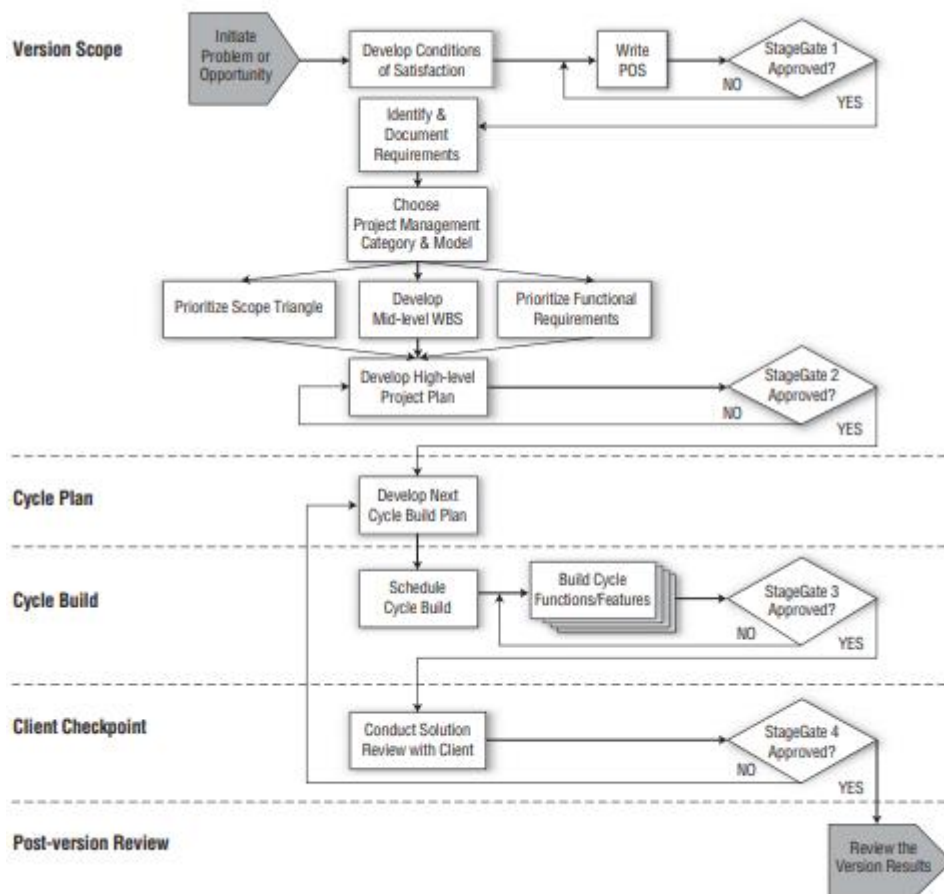 Version Scope
Initiate
Problem or
Opportunity
Develop Conditions
of Satisfaction
Write
POS
StageGate 1
Approved?
NO
YES
Identify &
Document
Requirements
Choose
Project Management
Category & Model
Prioritize Scope Triangle
Develop
Mid-level WBS
Prioritize Functional
Requirements
Develop High-level
Project Plan
StageGate 2
Approved?
NO
YES
Cycle Plan
Develop Next
Cycle Build Plan
Cycle Build
Schedule
Cycle Build
Build Cycle
Functions/Features
StageGate 3
Approved?
NO
YES
Client Checkpoint
Conduct Solution
Review with Client
StageGate 4
Approved?
NO
YES
Post-version Review
Review the
Version Results